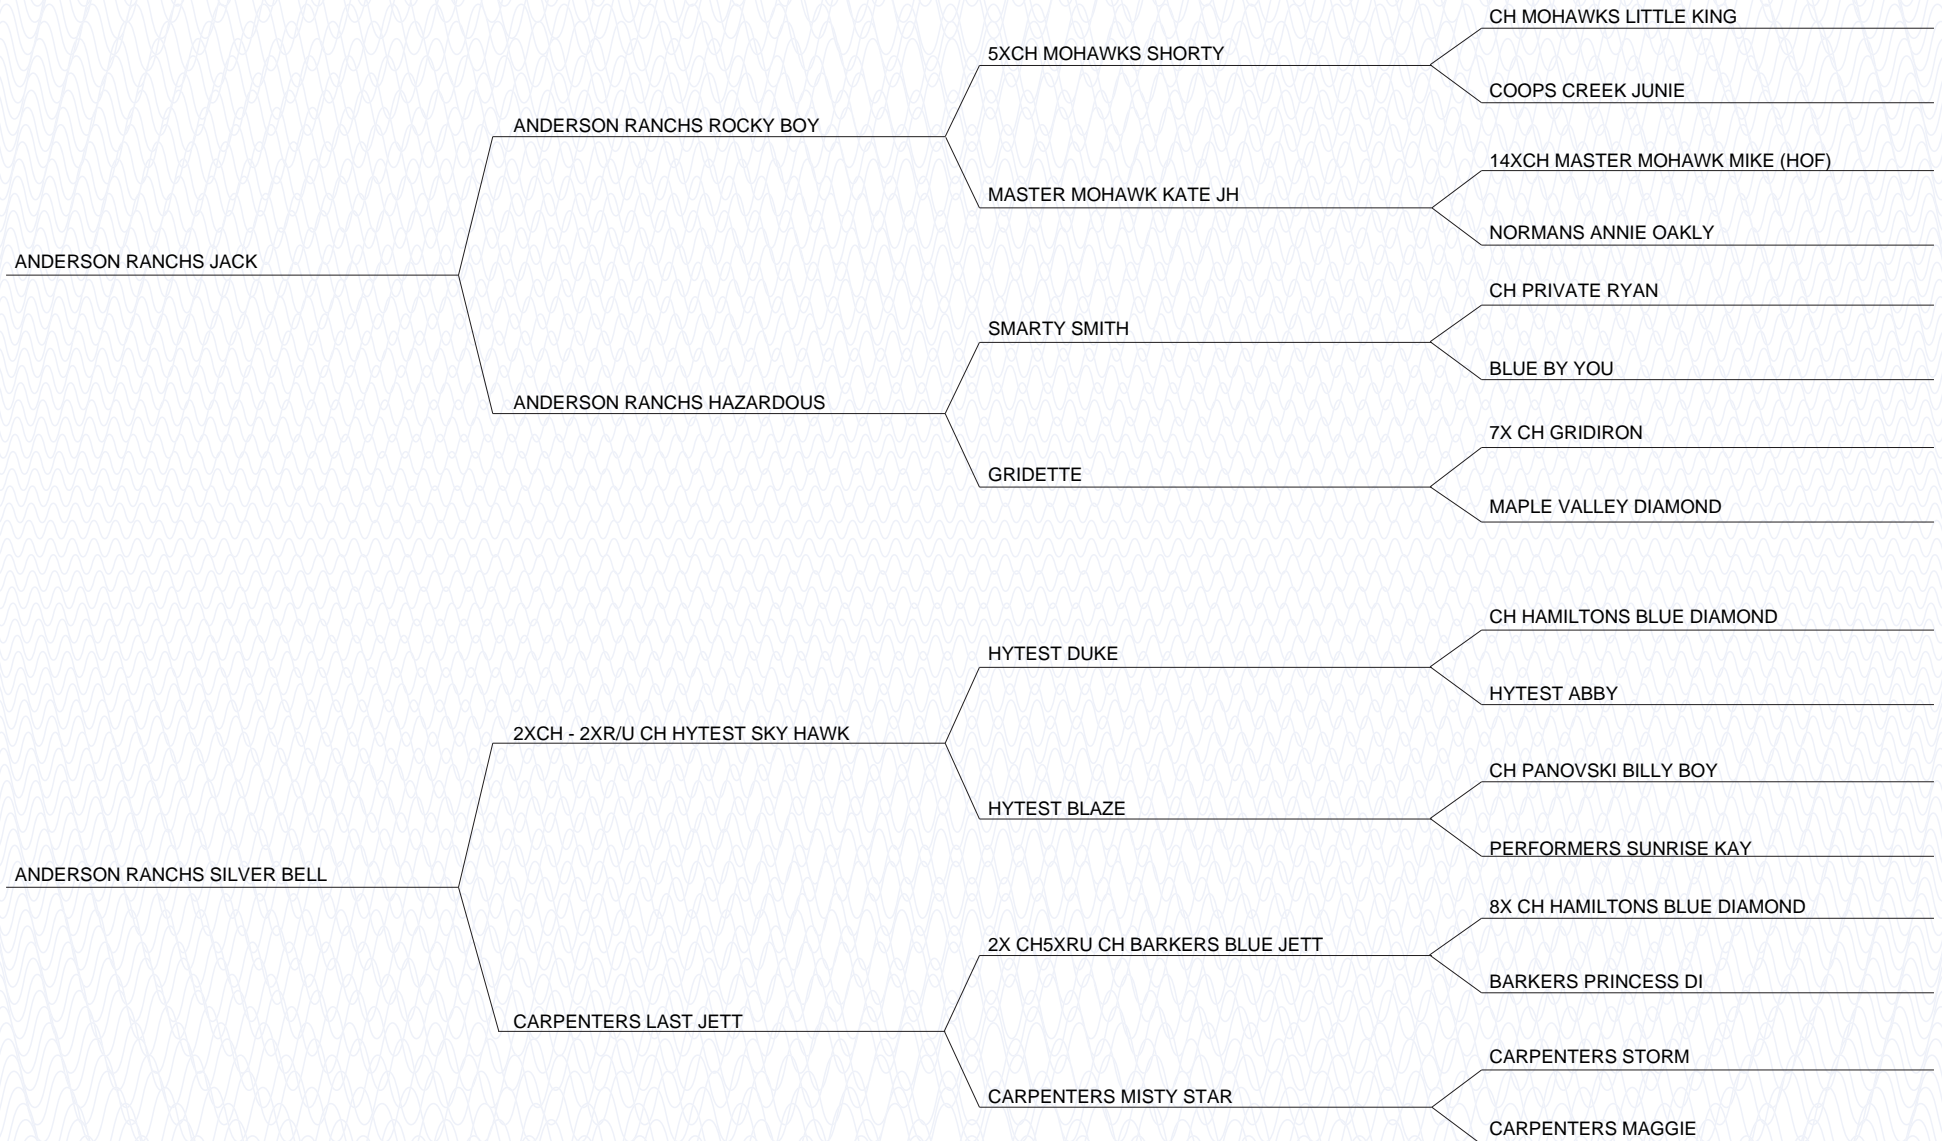 CH MOHAWKS LITTLE KING
5XCH MOHAWKS SHORTY
COOPS CREEK JUNIE
ANDERSON RANCHS ROCKY BOY
14XCH MASTER MOHAWK MIKE (HOF)
MASTER MOHAWK KATE JH
NORMANS ANNIE OAKLY
ANDERSON RANCHS JACK
CH PRIVATE RYAN
SMARTY SMITH
BLUE BY YOU
ANDERSON RANCHS HAZARDOUS
7X CH GRIDIRON
GRIDETTE
MAPLE VALLEY DIAMOND
CH HAMILTONS BLUE DIAMOND
HYTEST DUKE
HYTEST ABBY
2XCH - 2XR/U CH HYTEST SKY HAWK
CH PANOVSKI BILLY BOY
HYTEST BLAZE
PERFORMERS SUNRISE KAY
ANDERSON RANCHS SILVER BELL
8X CH HAMILTONS BLUE DIAMOND
2X CH5XRU CH BARKERS BLUE JETT
BARKERS PRINCESS DI
CARPENTERS LAST JETT
CARPENTERS STORM
CARPENTERS MISTY STAR
CARPENTERS MAGGIE